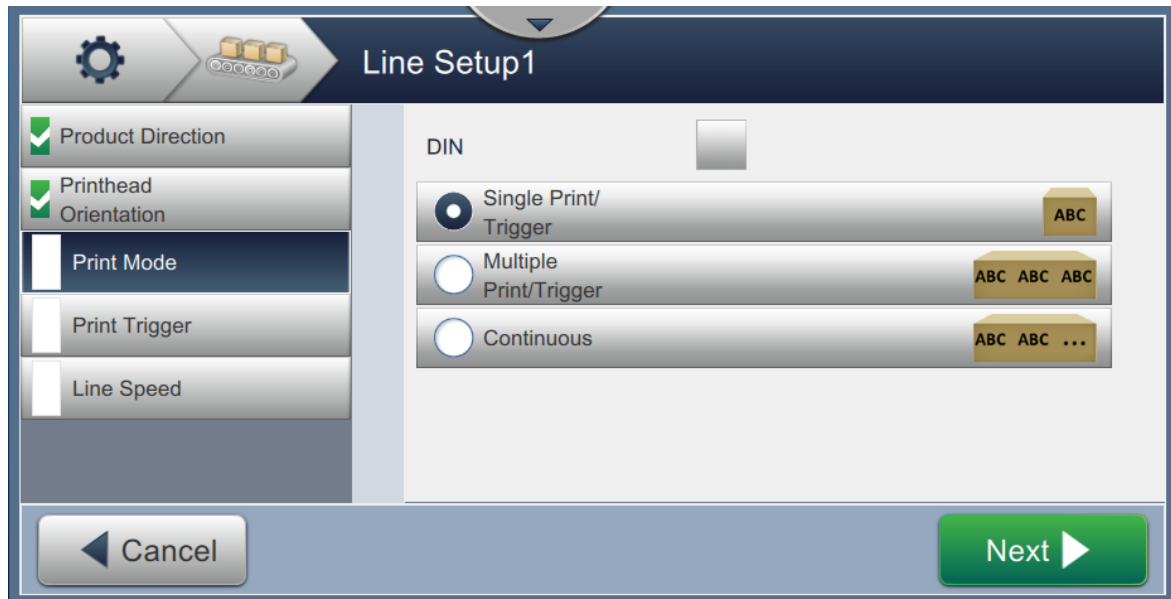 Line Setup1
Product Direction
Printhead
Orientation
Print Mode
Print Trigger
Line Speed
DIN
Single Print/
Trigger
ABC
Multiple
Print/Trigger
ABC ABC ABC
Continuous
ABC ABC ...
Cancel
Next